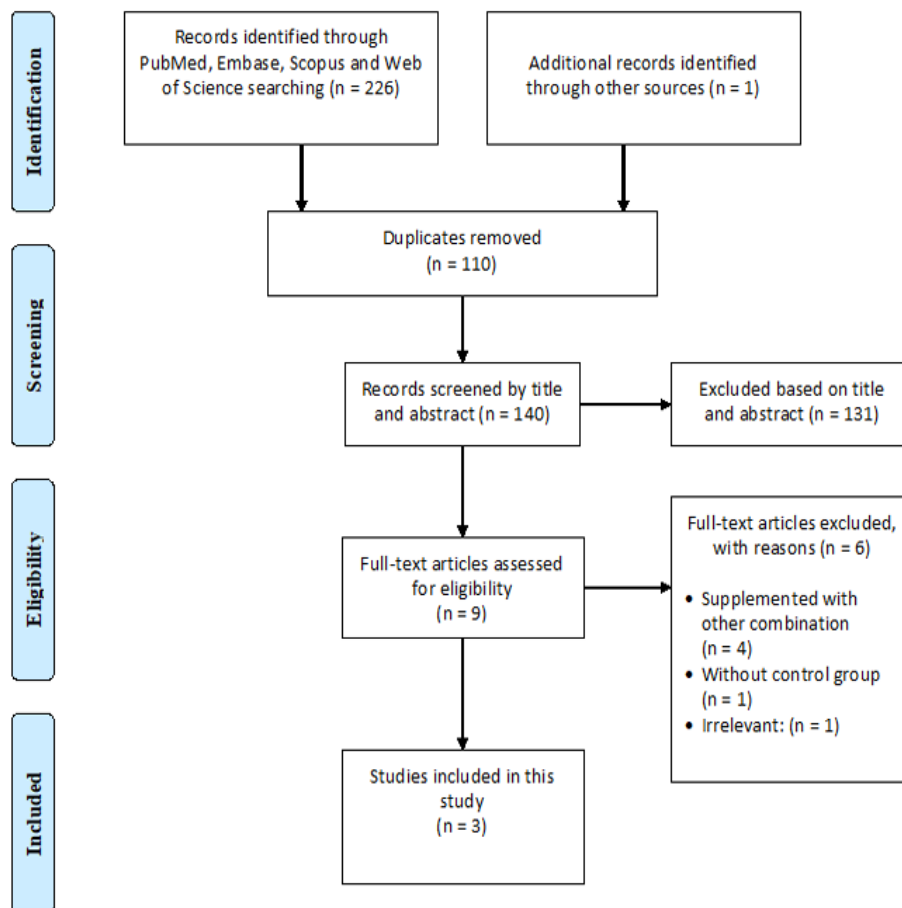 Identification
Records identified through
PubMed, Embase, Scopus and Web
of Science searching (n = 226)
Additional records identified
through other sources (n = 1)
Duplicates removed
(n = 110)
Screening
Records screened by title
and abstract (n = 140)
Excluded based on title
and abstract (n = 131)
Eligibility
Full-text articles assessed
for eligibility
(n = 9)
Full-text articles excluded,
with reasons (n = 6)
• Supplemented with
other combination
(n = 4)
• Without control group
(n = 1)
• Irrelevant: (n = 1)
Included
Studies included in this
study
(n = 3)